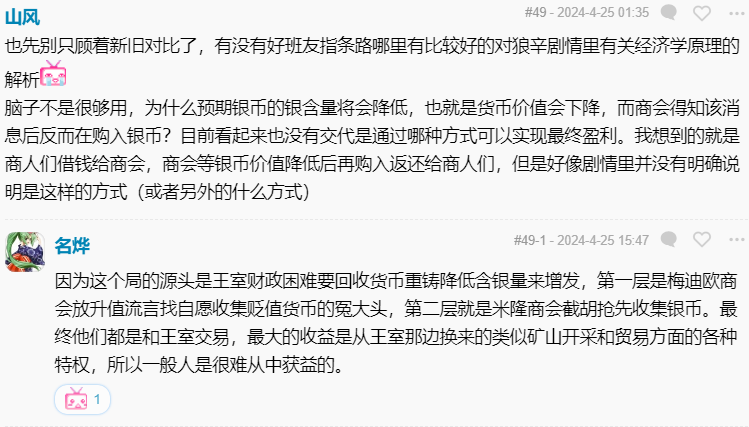 山风
#49 - 2024-4-25 01:35
也先别只顾着新旧对比了，有没有好班友指条路哪里有比较好的对狼辛剧情里有关经济学原理的
解析
脑子不是很够用，为什么预期银币的银含量将会降低，也就是货币价值会下降，而商会得知该消
息后反而在购入银币？目前看起来也没有交代是通过哪种方式可以实现最终盈利。我想到的就是
商人们借钱给商会，商会等银币价值降低后再购入返还给商人们，但是好像剧情里并没有明确说
明是这样的方式（或者另外的什么方式）
名烨
#49-1 - 2024-4-25 15:47
因为这个局的源头是王室财政困难要回收货币重铸降低含银量来增发，第一层是梅迪欧商
会放升值流言找自愿收集贬值货币的冤大头，第二层就是米隆商会截胡抢先收集银币。最
终他们都是和王室交易，最大的收益是从王室那边换来的类似矿山开采和贸易方面的各种
特权，所以一般人是很难从中获益的。
1